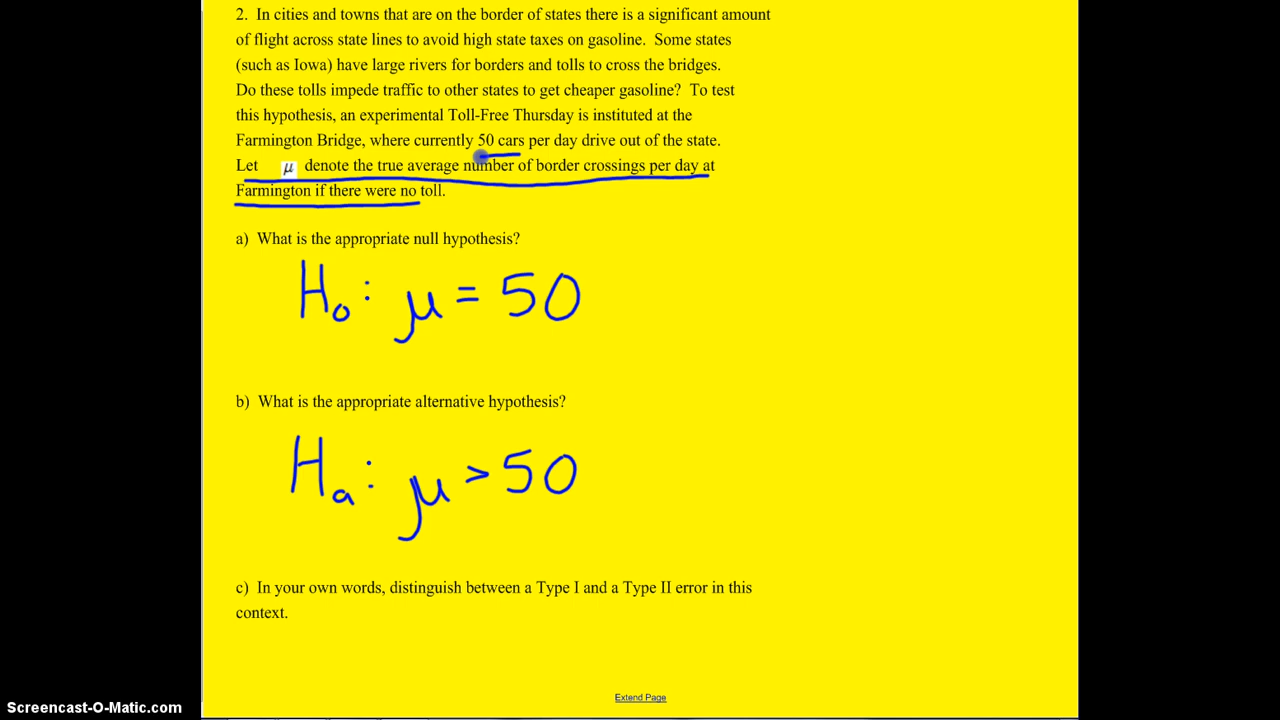 2. In cities and towns that are on the border of states there is a significant amount
of flight across state lines to avoid high state taxes on gasoline. Some states
(such as Iowa) have large rivers for borders and tolls to cross the bridges.
Do these tolls impede traffic to other states to get cheaper gasoline? To test
this hypothesis, an experimental Toll-Free Thursday is instituted at the
Farmington Bridge, where currently 50 cars per day drive out of the state.
Let μ denote the true average number of border crossings per day at
Farmington if there were no toll.
a) What is the appropriate null hypothesis?
H₀: μ = 50
b) What is the appropriate alternative hypothesis?
Hₐ: μ > 50
c) In your own words, distinguish between a Type I and a Type II error in this
context.
Extend Page
Screencast-O-Matic.com